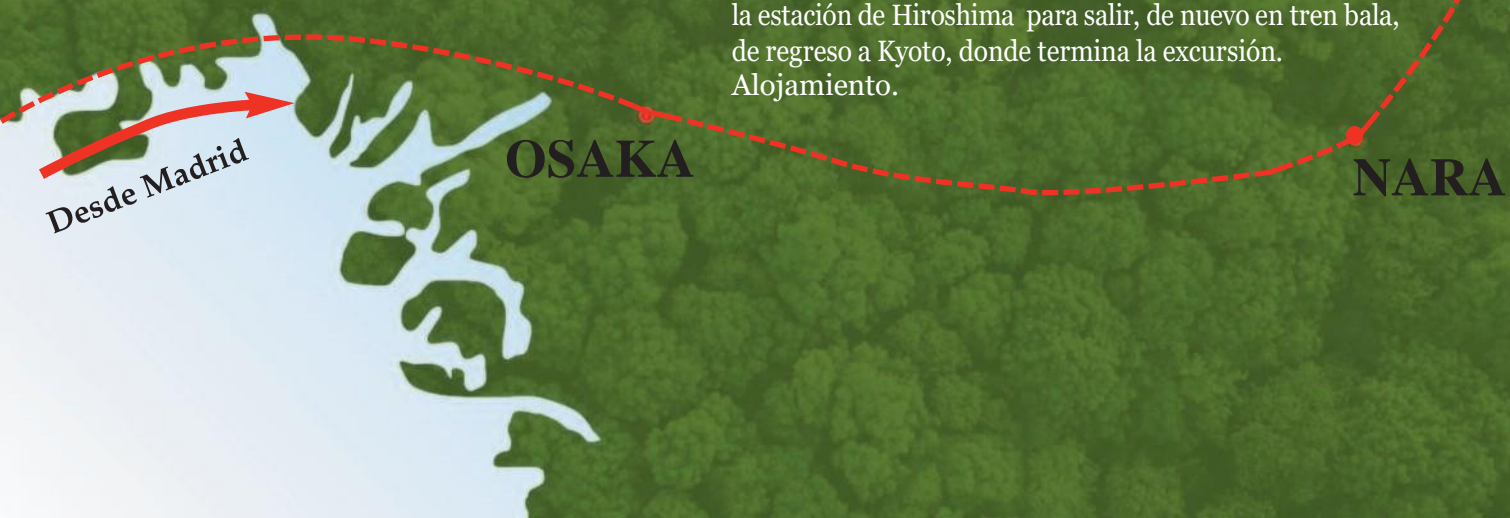 la estación de Hiroshima para salir, de nuevo en tren bala,
de regreso a Kyoto, donde termina la excursión.
Alojamiento.
Desde Madrid
OSAKA
NARA